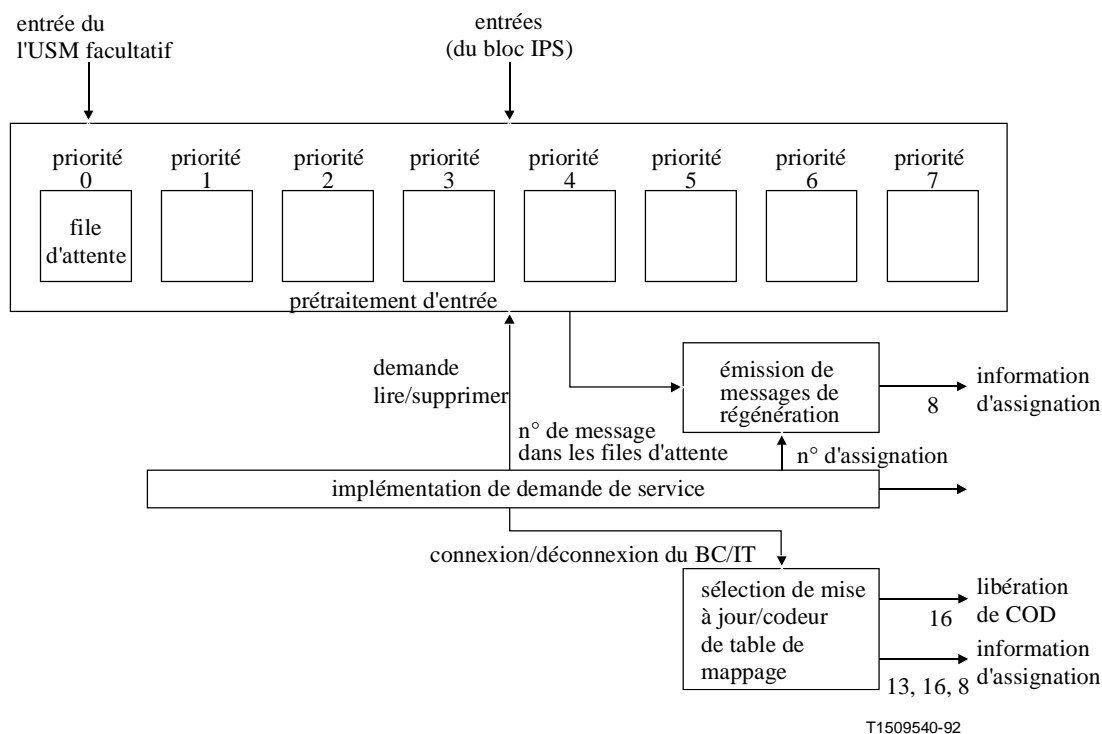 entrée du
l'USM facultatif
entrées
(du bloc IPS)
priorité
0
priorité
1
priorité
2
priorité
3
priorité
4
priorité
5
priorité
6
priorité
7
file
d'attente
prétraitement d'entrée
demande
lire/supprimer
émission de
messages de
régénération
8
information
d'assignation
n° de message
dans les files d'attente
n° d'assignation
implémentation de demande de service
connexion/déconnexion du BC/IT
sélection de mise
à jour/codeur
de table de
mappage
16
libération
de COD
13, 16, 8
information
d'assignation
T1509540-92